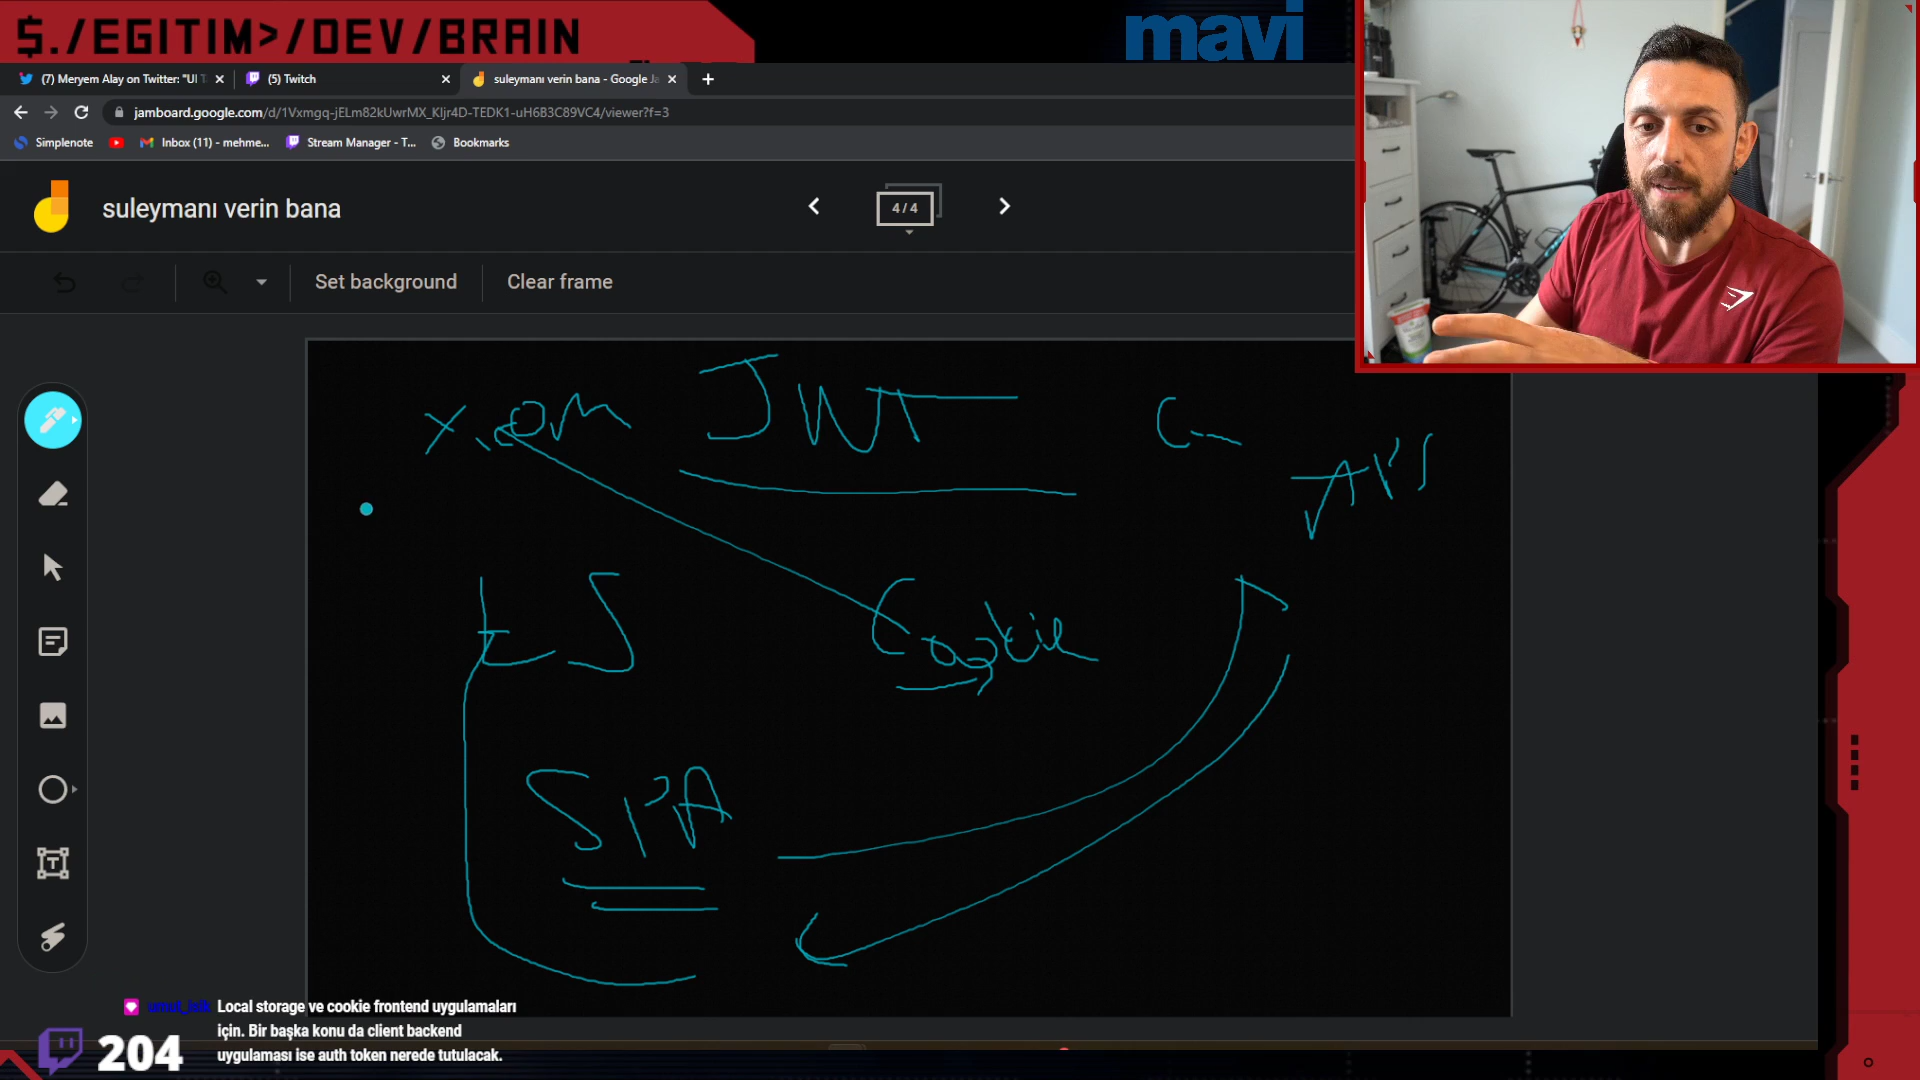 $./EGITIM>/DEV/BRAIN
mavi
(7) Meryem Alay on Twitter: "UI T
(5) Twitch
suleymanı verin bana - Google Ja
jamboard.google.com/d/1Vxmgq-jELm82kUwrMX_KIjr4D-TEDK1-uH6B3C89VC4/viewer?f=3
Simplenote
Inbox (11) - mehme...
Stream Manager - T...
Bookmarks
suleymanı verin bana
4/4
Set background
Clear frame
x.com
JWT
API
LS
Cookie
SPA
Local storage ve cookie frontend uygulamaları
için. Bir başka konu da client backend
uygulaması ise auth token nerede tutulacak.
204